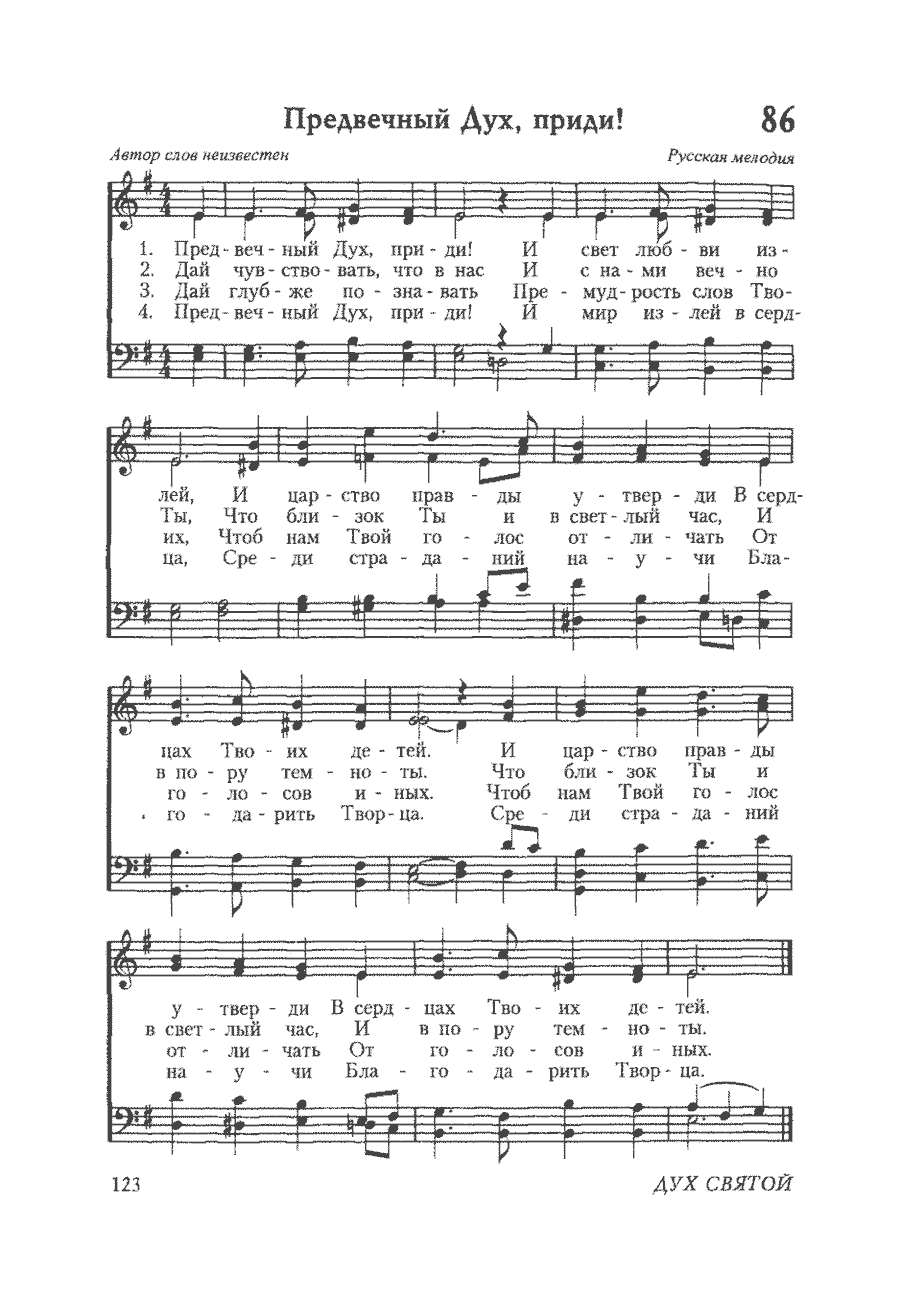 Предвечный Дух, приди! 86
Автор слов неизвестен Русская мелодия
1. Пред - веч - ный Дух, при - ди! И свет люб - ви из -
2. Дай чув - ство - вать, что в нас И с на - ми веч - но
3. Дай глуб - же по - зна - вать Пре - муд - рость слов Тво-
4. Пред - веч - ный Дух, при - ди! И мир из - лей в серд-
лей, И цар - ство прав - ды у - твер - ди В серд-
Ты, Что бли - зок Ты и в свет - лый час, И
их, Чтоб нам Твой го - лос от - ли - чать От
ца, Сре - ди стра - да - ний на - у - чи Бла-
цах Тво - их де - тей. И цар - ство прав - ды
в по - ру тем - но - ты. Что бли - зок Ты и
го - ло - сов и - ных. Чтоб нам Твой го - лос
го - да - рить Твор - ца. Сре - ди стра - да - ний
у - твер - ди В серд - цах Тво - их де - тей.
в свет - лый час, И в по - ру тем - но - ты.
от - ли - чать От го - ло - сов и - ных.
на - у - чи Бла - го - да - рить Твор - ца.
123 ДУХ СВЯТОЙ